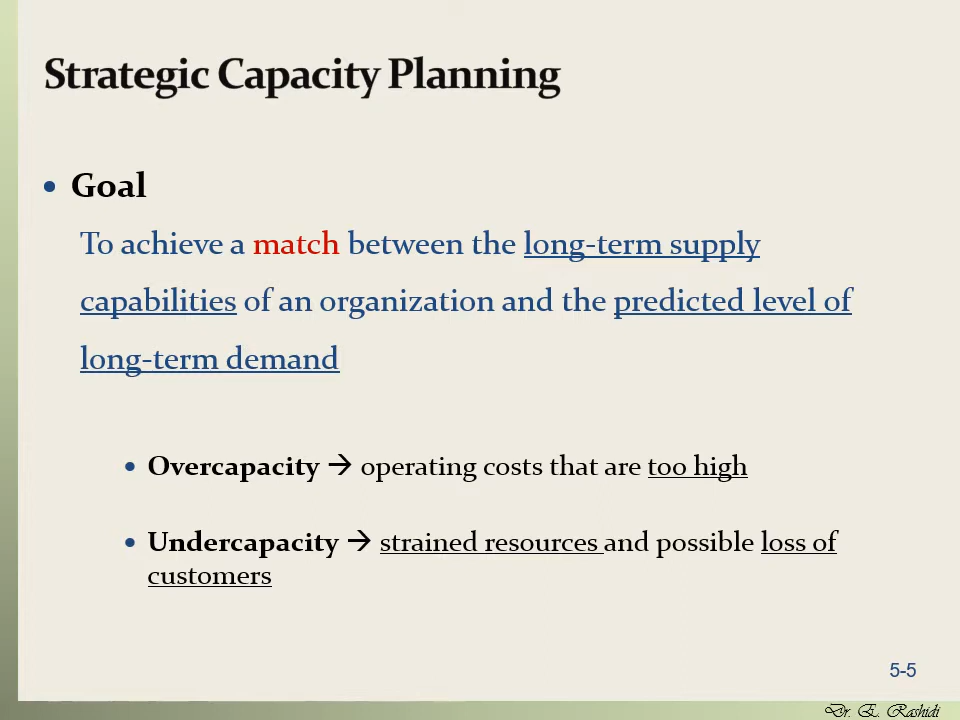 Strategic Capacity Planning
• Goal
To achieve a match between the long-term supply
capabilities of an organization and the predicted level of
long-term demand
• Overcapacity → operating costs that are too high
• Undercapacity → strained resources and possible loss of
customers
5-5
Dr. E. Rashidi